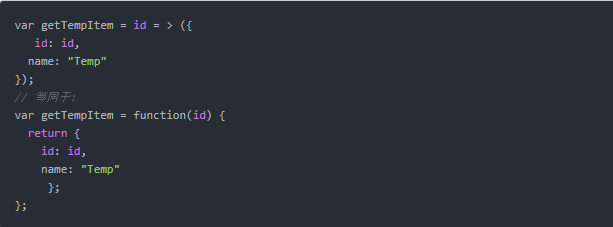 var getTempItem = id = > ({
id: id,
name: "Temp"
});
// 等同于:
var getTempItem = function(id) {
return {
id: id,
name: "Temp"
};
};